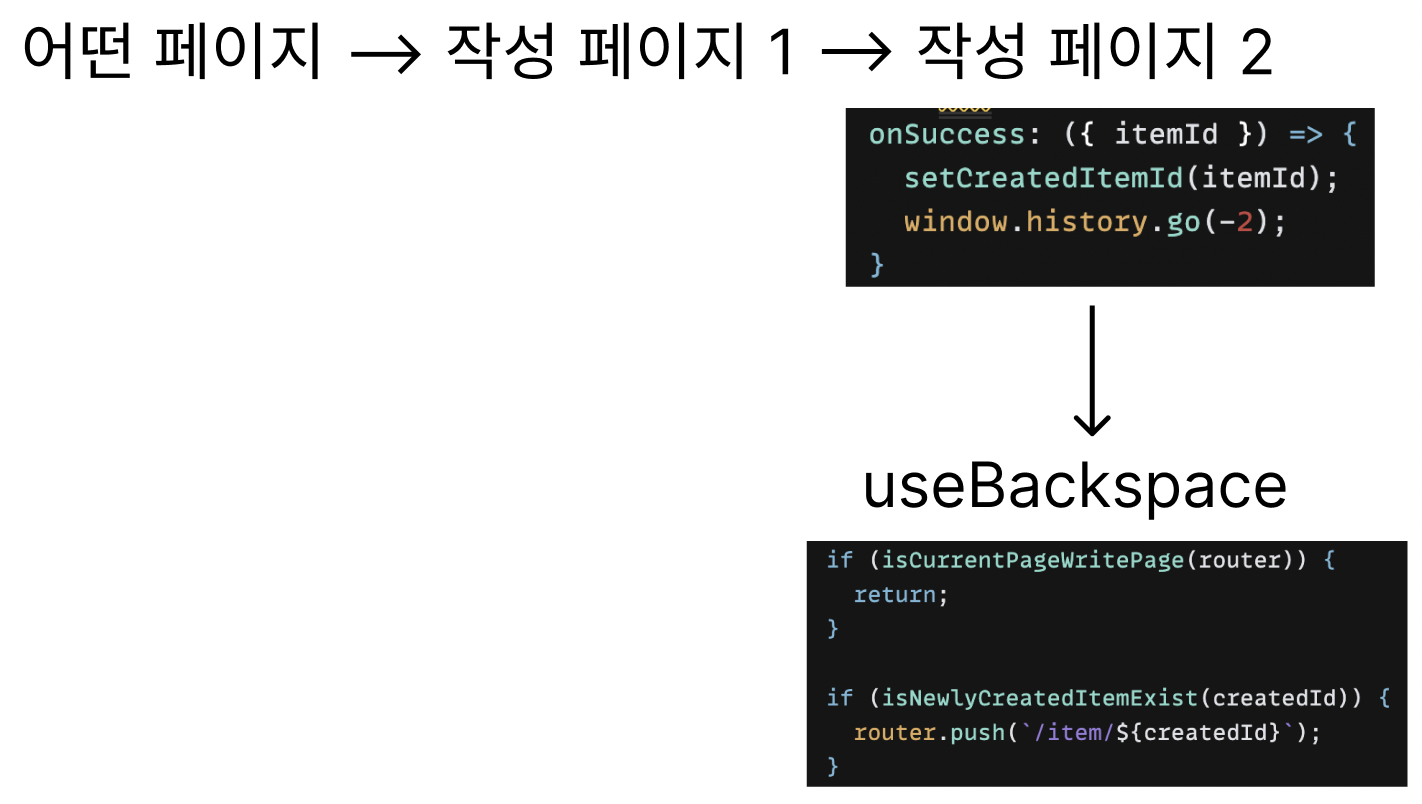 어떤 페이지 → 작성 페이지 1 → 작성 페이지 2
onSuccess: ({ itemId }) => {
  setCreatedItemId(itemId);
  window.history.go(-2);
}
useBackspace
if (isCurrentPageWritePage(router)) {
  return;
}
if (isNewlyCreatedItemExist(createdId)) {
  router.push(`/item/${createdId}`);
}